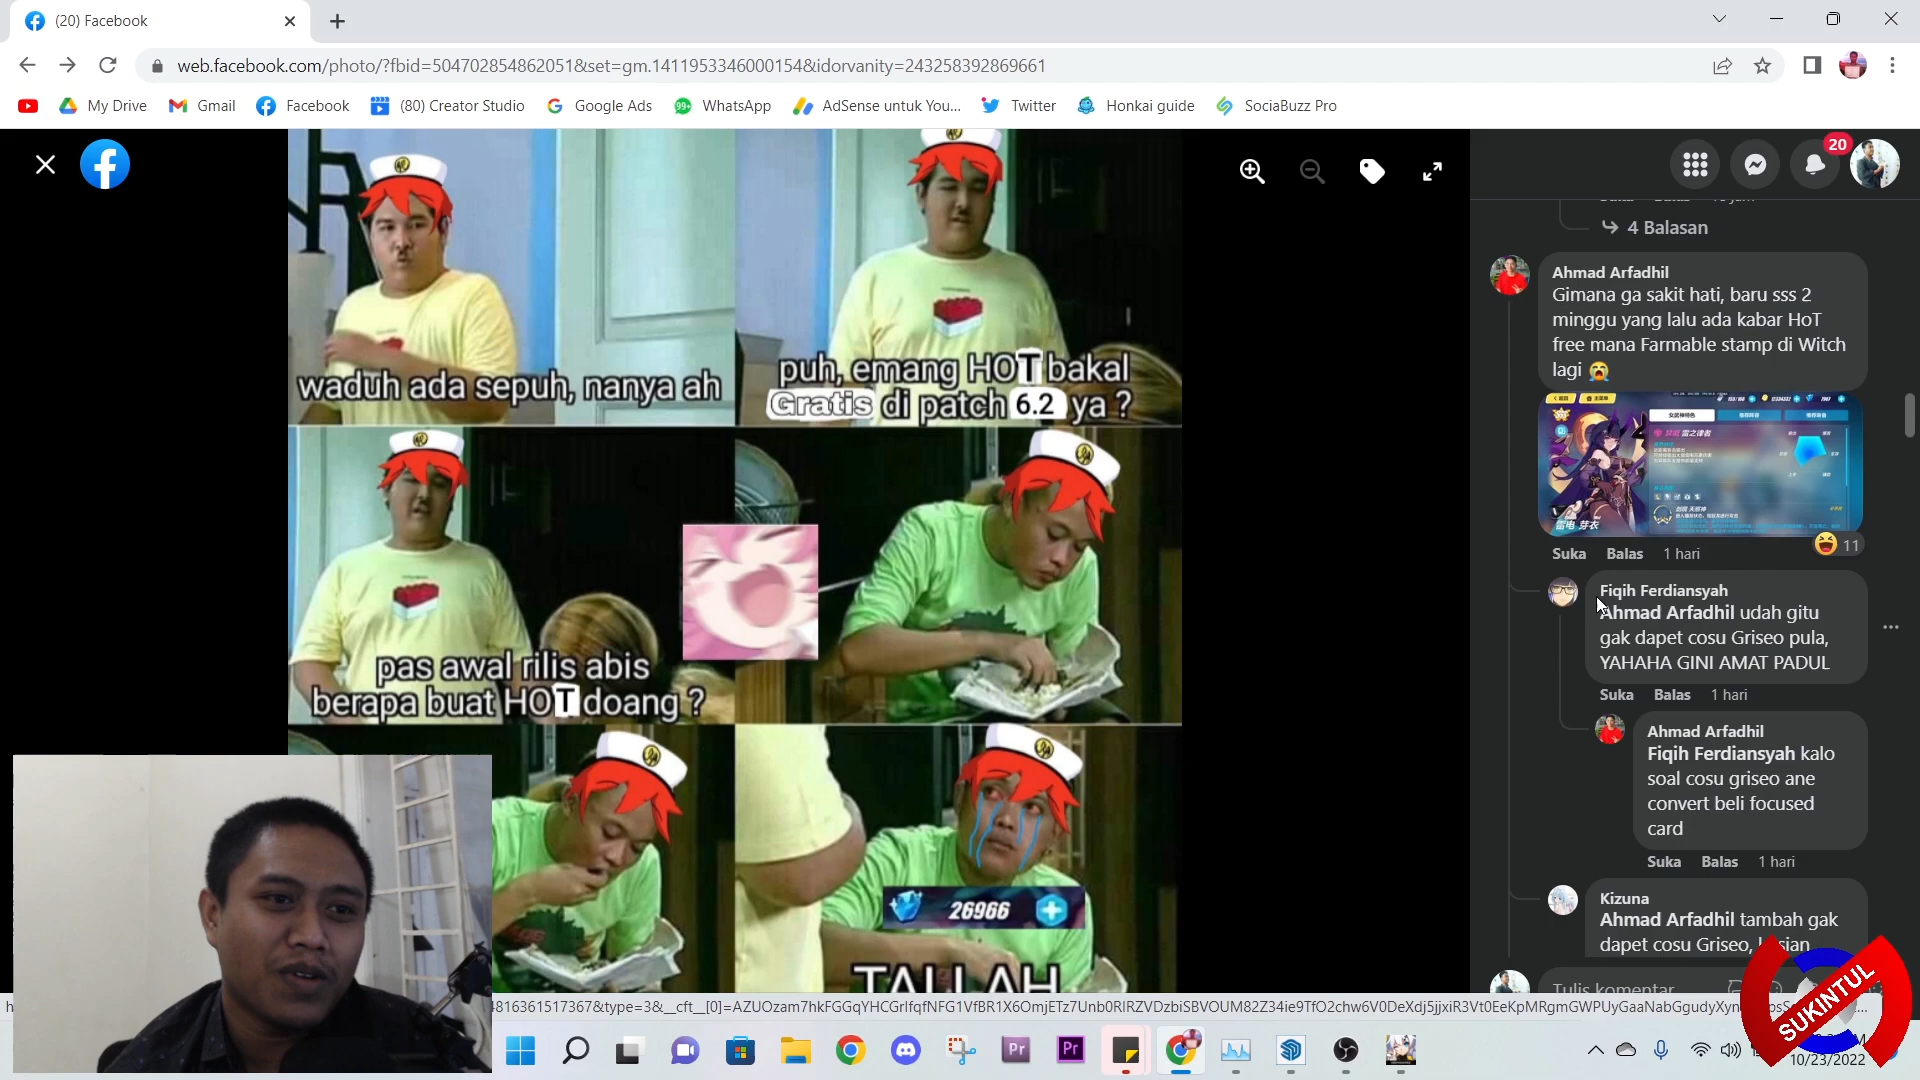 (20) Facebook
web.facebook.com/photo/?fbid=504702854862051&set=gm.1411953346000154&idorvanity=243258392869661
My Drive
Gmail
Facebook
(80) Creator Studio
Google Ads
99+
WhatsApp
AdSense untuk You...
Twitter
Honkai guide
SociaBuzz Pro
20
waduh ada sepuh, nanya ah
puh, emang HOT bakal
Gratis di patch 6.2 ya ?
pas awal rilis abis
berapa buat HOT doang ?
26966
4 Balasan
Ahmad Arfadhil
Gimana ga sakit hati, baru sss 2
minggu yang lalu ada kabar HoT
free mana Farmable stamp di Witch
lagi 😭
雷电 芽衣
Suka Balas 1 hari
11
Fiqih Ferdiansyah
Ahmad Arfadhil udah gitu
gak dapet cosu Griseo pula,
YAHAHA GINI AMAT PADUL
Suka Balas 1 hari
Ahmad Arfadhil
Fiqih Ferdiansyah kalo
soal cosu griseo ane
convert beli focused
card
Suka Balas 1 hari
Kizuna
Ahmad Arfadhil tambah gak
dapet cosu Griseo,
Tulis komentar
SUKINTUL
Pr
Pr
10/23/2022